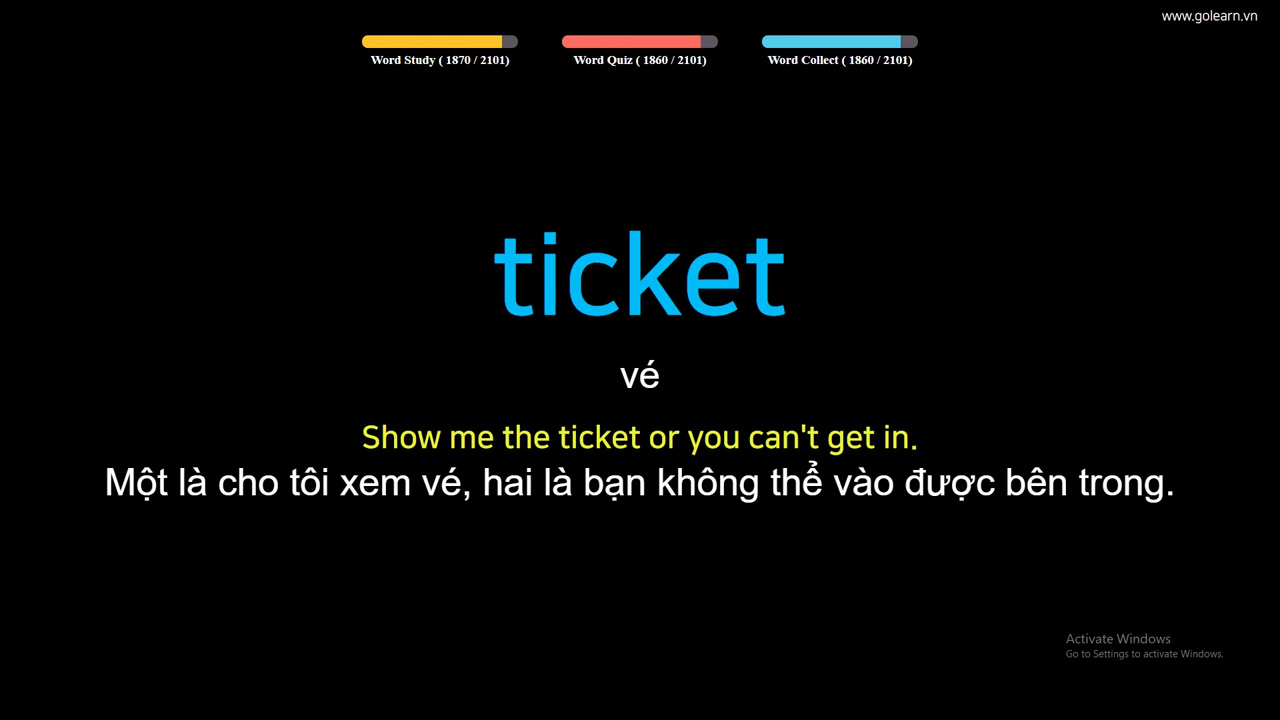 www.golearn.vn
Word Study ( 1870 / 2101)
Word Quiz ( 1860 / 2101)
Word Collect ( 1860 / 2101)
ticket
vé
Show me the ticket or you can't get in.
Một là cho tôi xem vé, hai là bạn không thể vào được bên trong.
Activate Windows
Go to Settings to activate Windows.